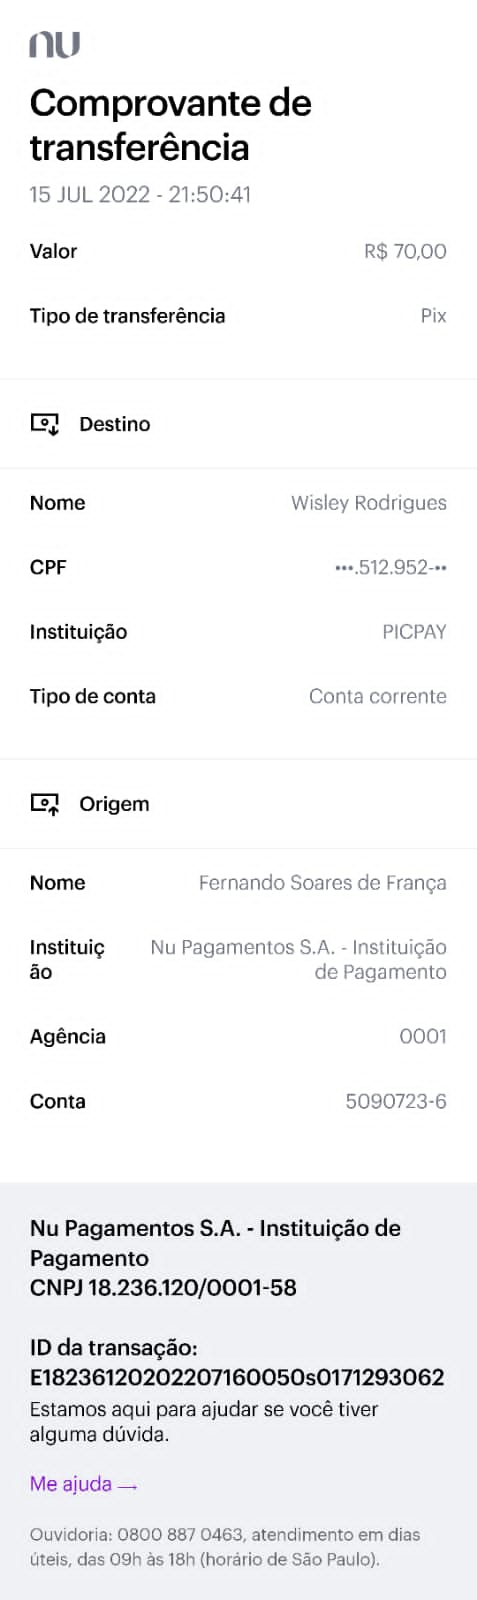 nu
Comprovante de
transferência
15 JUL 2022 - 21:50:41
Valor R$ 70,00
Tipo de transferência Pix
Destino
Nome Wisley Rodrigues
CPF •••.512.952-••
Instituição PICPAY
Tipo de conta Conta corrente
Origem
Nome Fernando Soares de França
Instituiç Nu Pagamentos S.A. - Instituição
ão de Pagamento
Agência 0001
Conta 5090723-6
Nu Pagamentos S.A. - Instituição de
Pagamento
CNPJ 18.236.120/0001-58
ID da transação:
E18236120202207160050s0171293062
Estamos aqui para ajudar se você tiver
alguma dúvida.
Me ajuda →
Ouvidoria: 0800 887 0463, atendimento em dias
úteis, das 09h às 18h (horário de São Paulo).